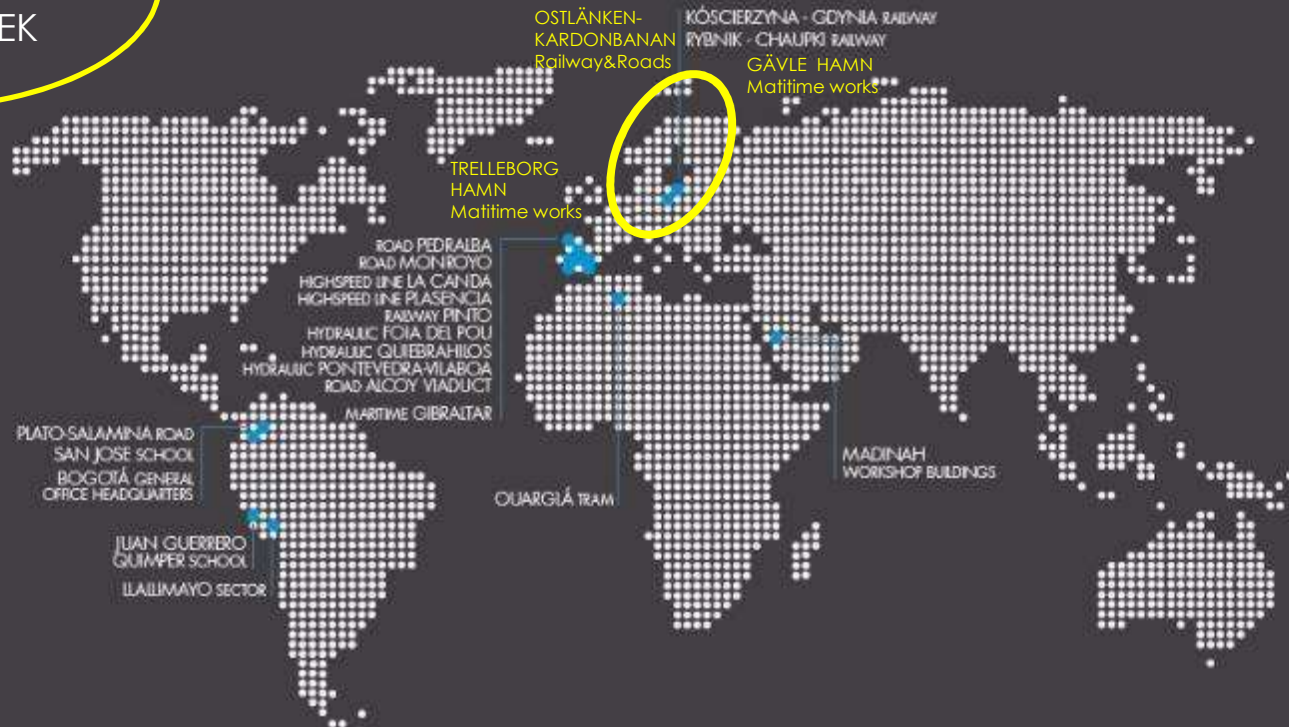 EK
OSTLÄNKEN-
KARDONBANAN
Railway&Roads
KÓSCIERZYNA - GDYNIA RAILWAY
RYBNIK - CHAUPKI RAILWAY
GÄVLE HAMN
Matitime works
TRELLEBORG
HAMN
Matitime works
ROAD PEDRALBA
ROAD MONROYO
HIGHSPEED LINE LA CANDA
HIGHSPEED LINE PLASENCIA
RAILWAY PINTO
HYDRAULIC FOIA DEL POU
HYDRAULIC QUIEBRAHILOS
HYDRAULIC PONTEVEDRA-VILABOA
ROAD ALCOY VIADUCT
MARITIME GIBRALTAR
PLATO-SALAMINA ROAD
SAN JOSE SCHOOL
BOGOTÁ GENERAL
OFFICE HEADQUARTERS
JUAN GUERRERO
QUIMPER SCHOOL
LLALLIMAYO SECTOR
OUARGLÁ TRAM
MADINAH
WORKSHOP BUILDINGS